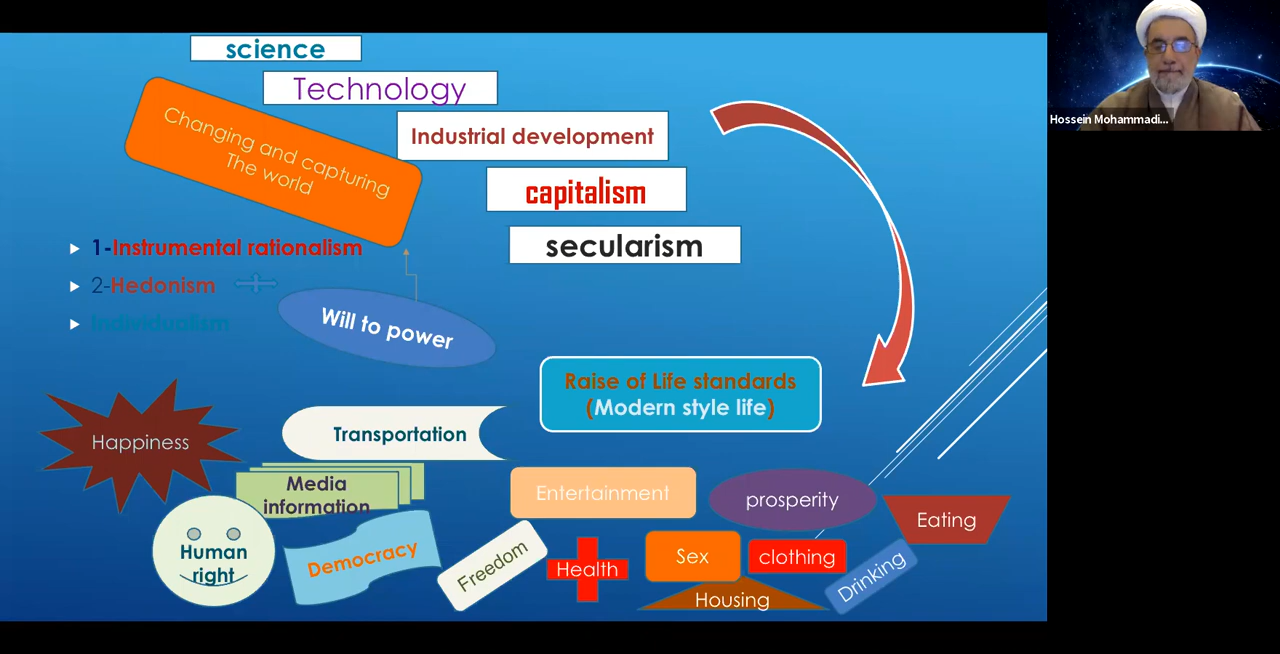 science
Technology
Industrial development
capitalism
secularism
Changing and capturing
The world
1-Instrumental rationalism
2-Hedonism
Individualism
Will to power
Raise of Life standards
(Modern style life)
Happiness
Transportation
Media
information
Entertainment
prosperity
Eating
Human
right
Democracy
Freedom
Health
Sex
clothing
Drinking
Housing
Hossein Mohammadi...